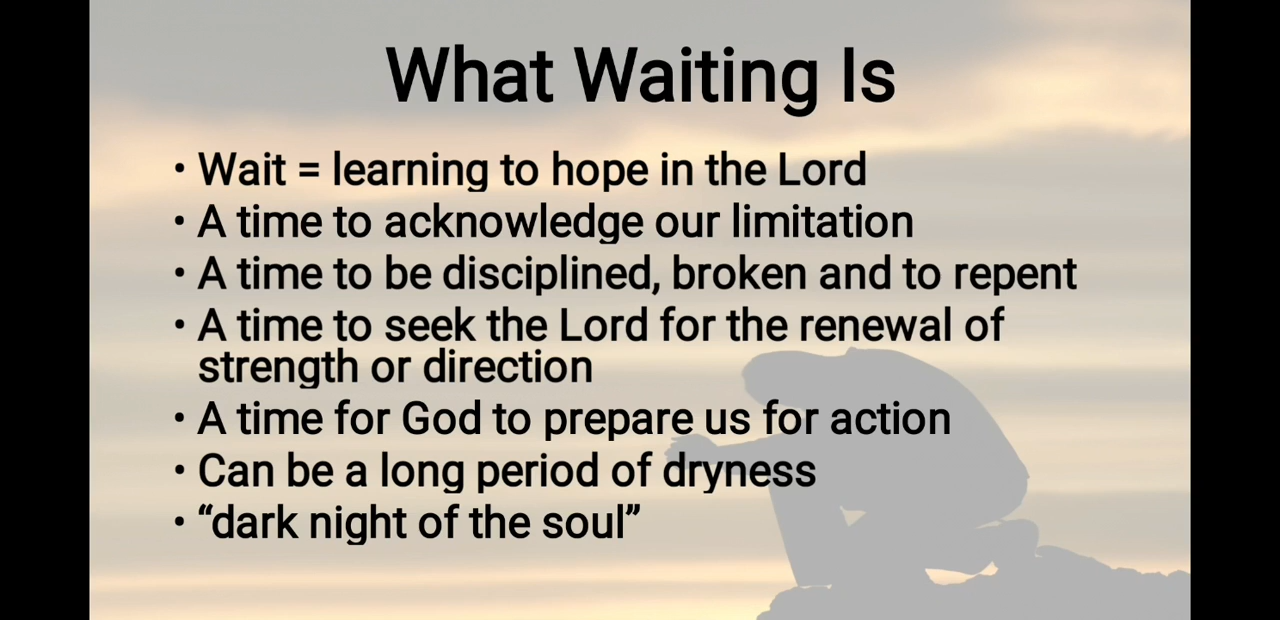 What Waiting Is
• Wait = learning to hope in the Lord
• A time to acknowledge our limitation
• A time to be disciplined, broken and to repent
• A time to seek the Lord for the renewal of
strength or direction
• A time for God to prepare us for action
• Can be a long period of dryness
• “dark night of the soul”